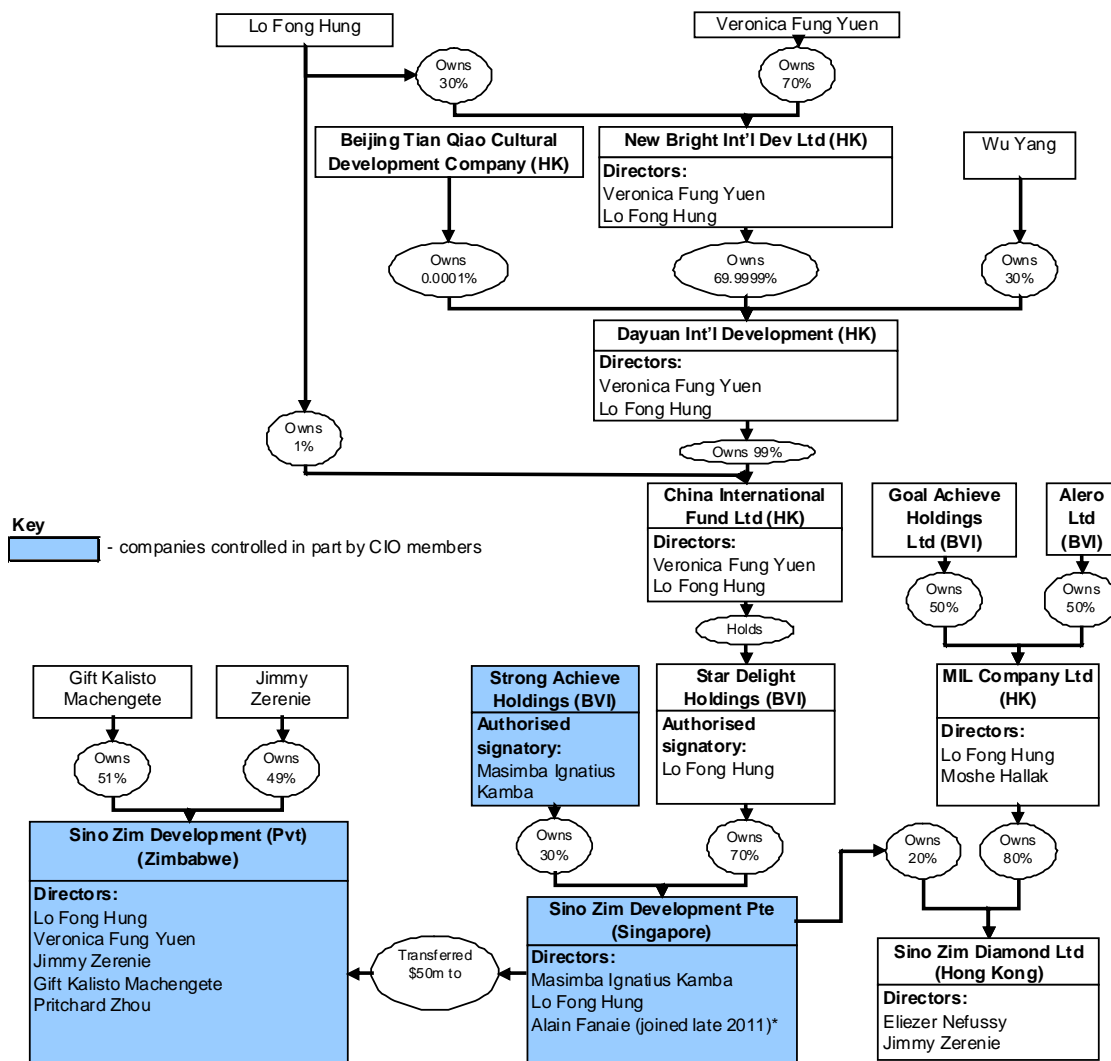 Lo Fong Hung
Veronica Fung Yuen
Owns
30%
Owns
70%
Beijing Tian Qiao Cultural
Development Company (HK)
New Bright Int'l Dev Ltd (HK)
Directors:
Veronica Fung Yuen
Lo Fong Hung
Wu Yang
Owns
0.0001%
Owns
69.9999%
Owns
30%
Dayuan Int'l Development (HK)
Directors:
Veronica Fung Yuen
Lo Fong Hung
Owns
1%
Owns 99%
Key
- companies controlled in part by CIO members
China International
Fund Ltd (HK)
Directors:
Veronica Fung Yuen
Lo Fong Hung
Goal Achieve
Holdings
Ltd (BVI)
Alero
Ltd
(BVI)
Owns
50%
Owns
50%
Holds
Gift Kalisto
Machengete
Jimmy
Zerenie
Strong Achieve
Holdings (BVI)
Authorised
signatory:
Masimba Ignatius
Kamba
Star Delight
Holdings (BVI)
Authorised
signatory:
Lo Fong Hung
MIL Company Ltd
(HK)
Directors:
Lo Fong Hung
Moshe Hallak
Owns
51%
Owns
49%
Owns
30%
Owns
70%
Owns
20%
Owns
80%
Sino Zim Development (Pvt)
(Zimbabwe)
Directors:
Lo Fong Hung
Veronica Fung Yuen
Jimmy Zerenie
Gift Kalisto Machengete
Pritchard Zhou
Transferred
$50m to
Sino Zim Development Pte
(Singapore)
Directors:
Masimba Ignatius Kamba
Lo Fong Hung
Alain Fanaie (joined late 2011)*
Sino Zim Diamond Ltd
(Hong Kong)
Directors:
Eliezer Nefussy
Jimmy Zerenie